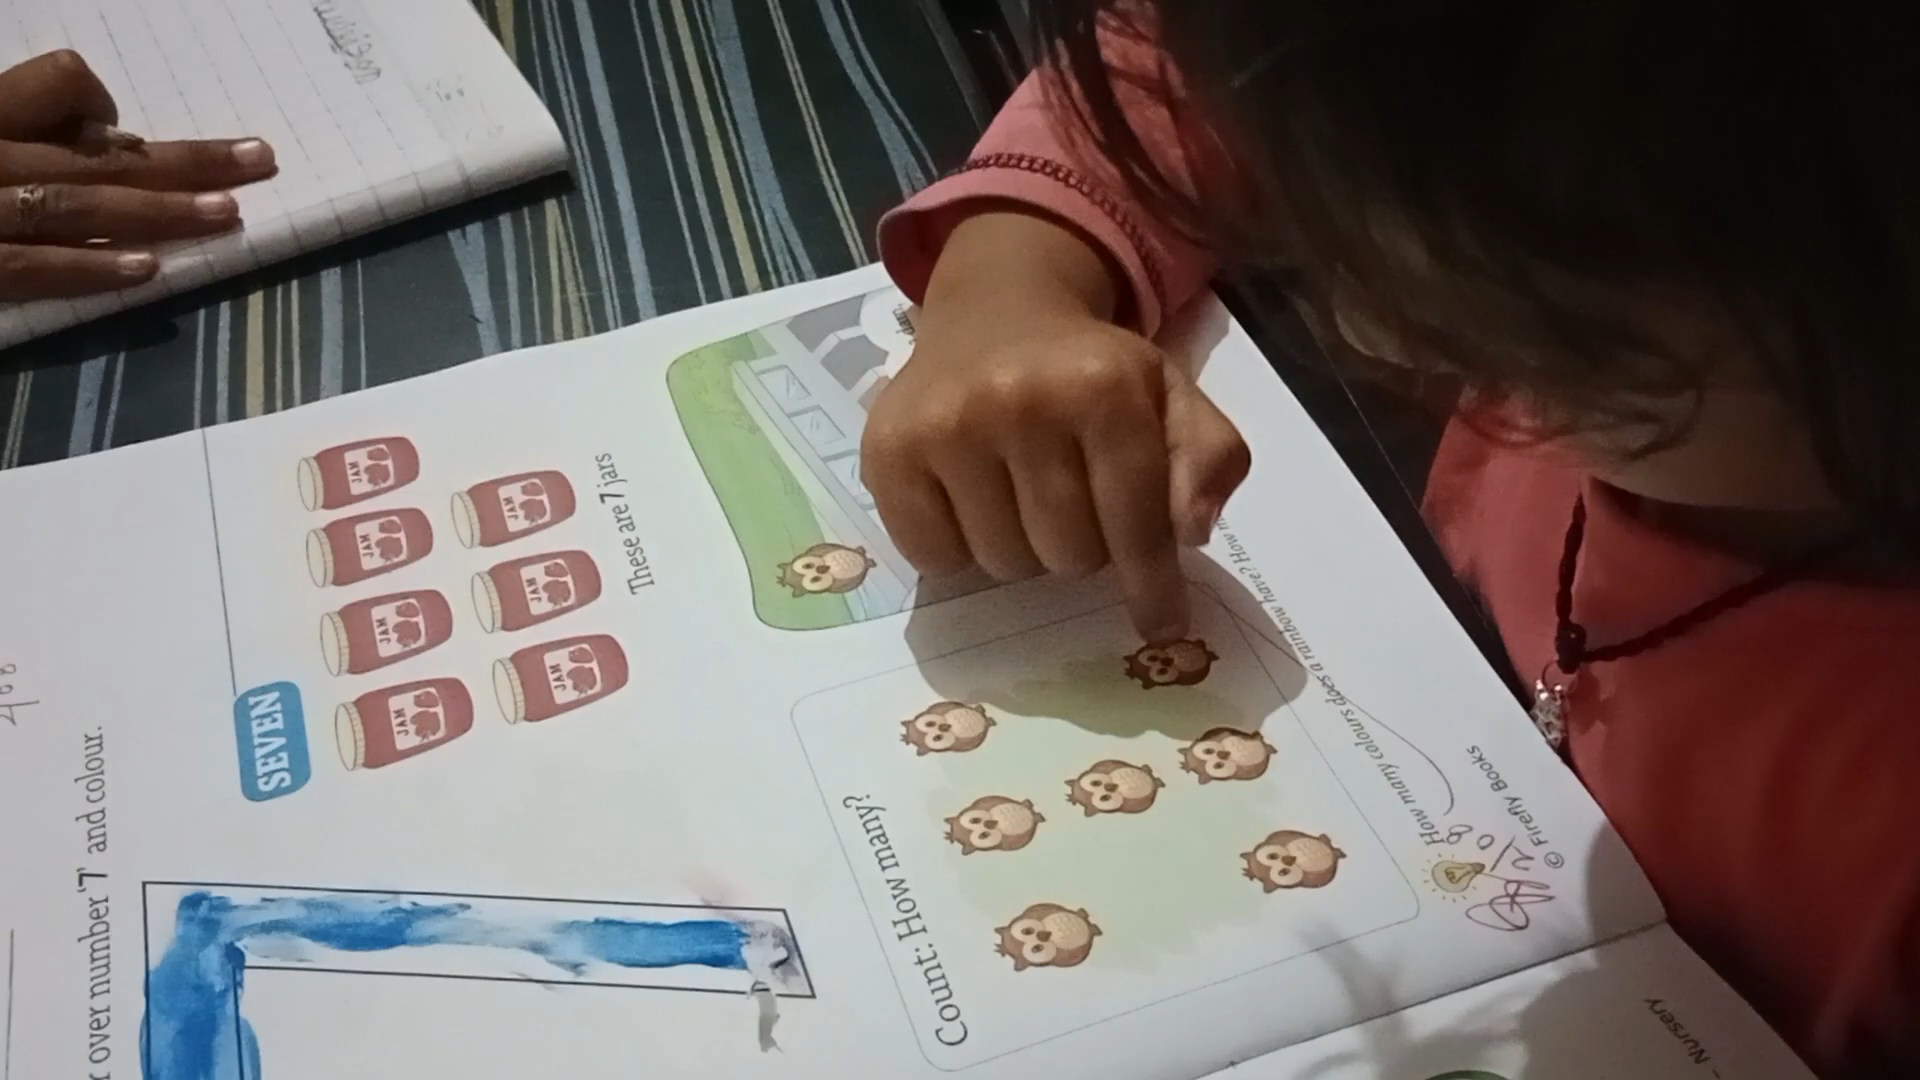 r over number '7' and colour.
SEVEN
JAM
JAM
JAM
JAM
JAM
JAM
JAM
These are 7 jars
Count: How many?
How many colours does a rainbow have? How m
© Firefly Books
– Nursery